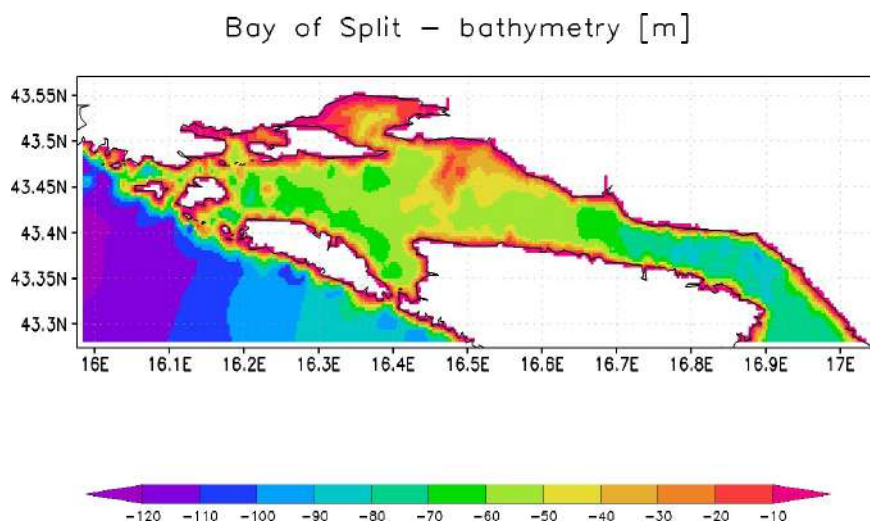 Bay of Split – bathymetry [m]
43.55N
43.5N
43.45N
43.4N
43.35N
43.3N
16E 16.1E 16.2E 16.3E 16.4E 16.5E 16.6E 16.7E 16.8E 16.9E 17E
−120 −110 −100 −90 −80 −70 −60 −50 −40 −30 −20 −10